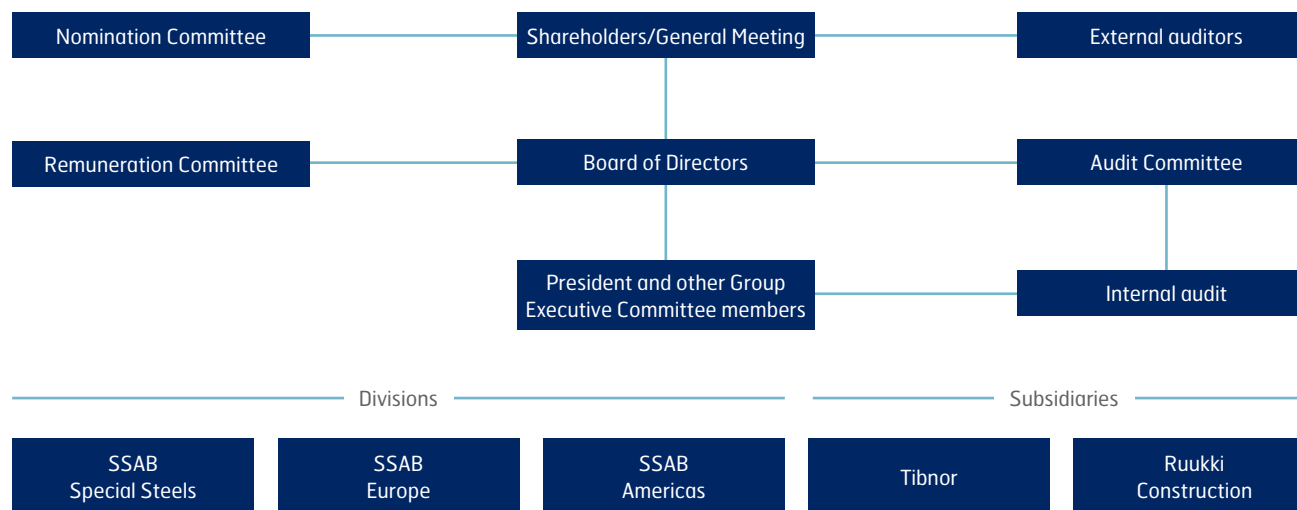 Nomination Committee
Shareholders/General Meeting
External auditors
Remuneration Committee
Board of Directors
Audit Committee
President and other Group
Executive Committee members
Internal audit
Divisions
Subsidiaries
SSAB
Special Steels
SSAB
Europe
SSAB
Americas
Tibnor
Ruukki
Construction